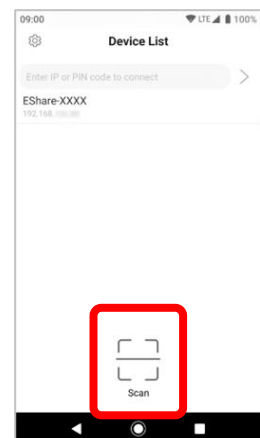 09:00 LTE 100%
Device List
Enter IP or PIN code to connect
EShare-XXXX
192.168.
Scan